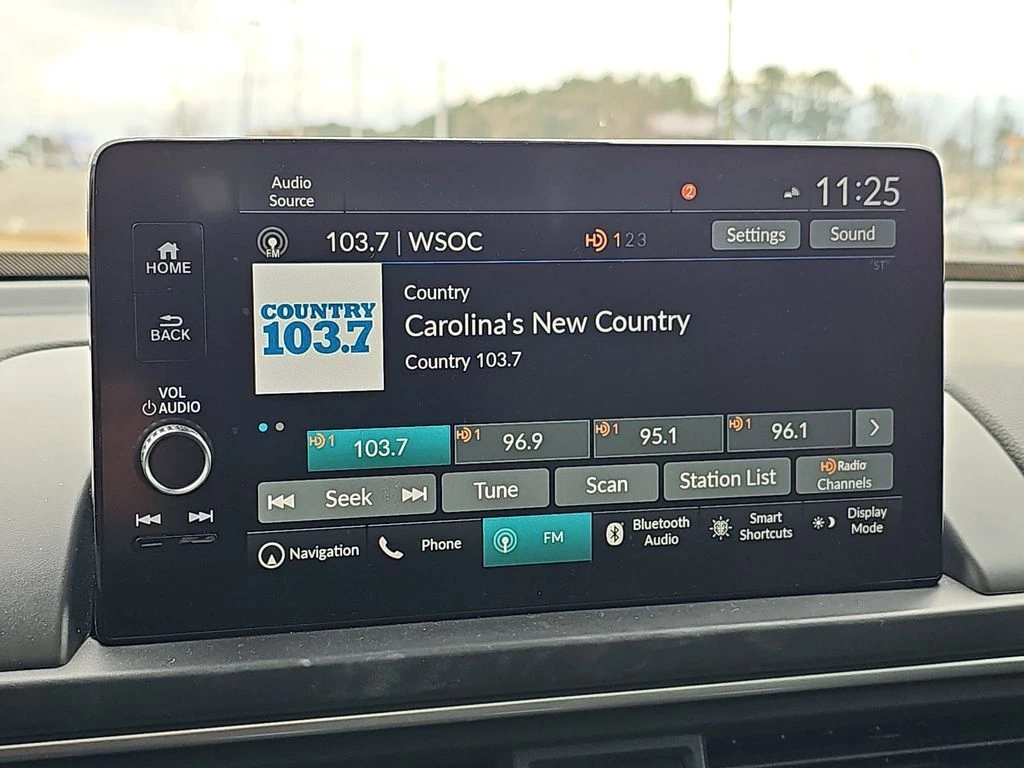 Audio
Source
2
11:25
HOME
BACK
VOL
AUDIO
FM
103.7 | WSOC
HD 1 2 3
Settings
Sound
"ST"
COUNTRY
103.7
Country
Carolina's New Country
Country 103.7
HD 1 103.7
HD 1 96.9
HD 1 95.1
HD 1 96.1
Seek
Tune
Scan
Station List
HD Radio
Channels
Navigation
Phone
FM
Bluetooth
Audio
Smart
Shortcuts
Display
Mode